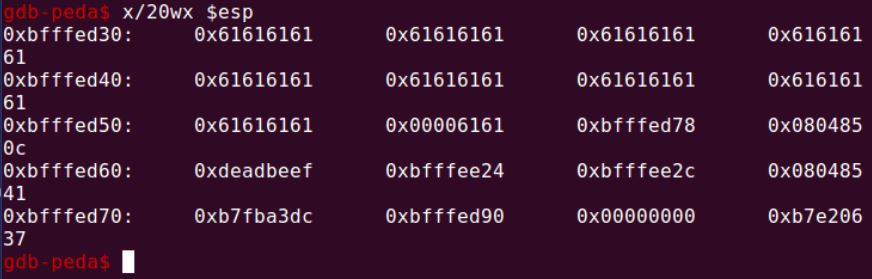 gdb-peda$ x/20wx $esp
0xbfffed30:     0x61616161      0x61616161      0x61616161      0x616161
61
0xbfffed40:     0x61616161      0x61616161      0x61616161      0x616161
61
0xbfffed50:     0x61616161      0x00006161      0xbfffed78      0x080485
0c
0xbfffed60:     0xdeadbeef      0xbfffee24      0xbfffee2c      0x080485
41
0xbfffed70:     0xb7fba3dc      0xbfffed90      0x00000000      0xb7e206
37
gdb-peda$